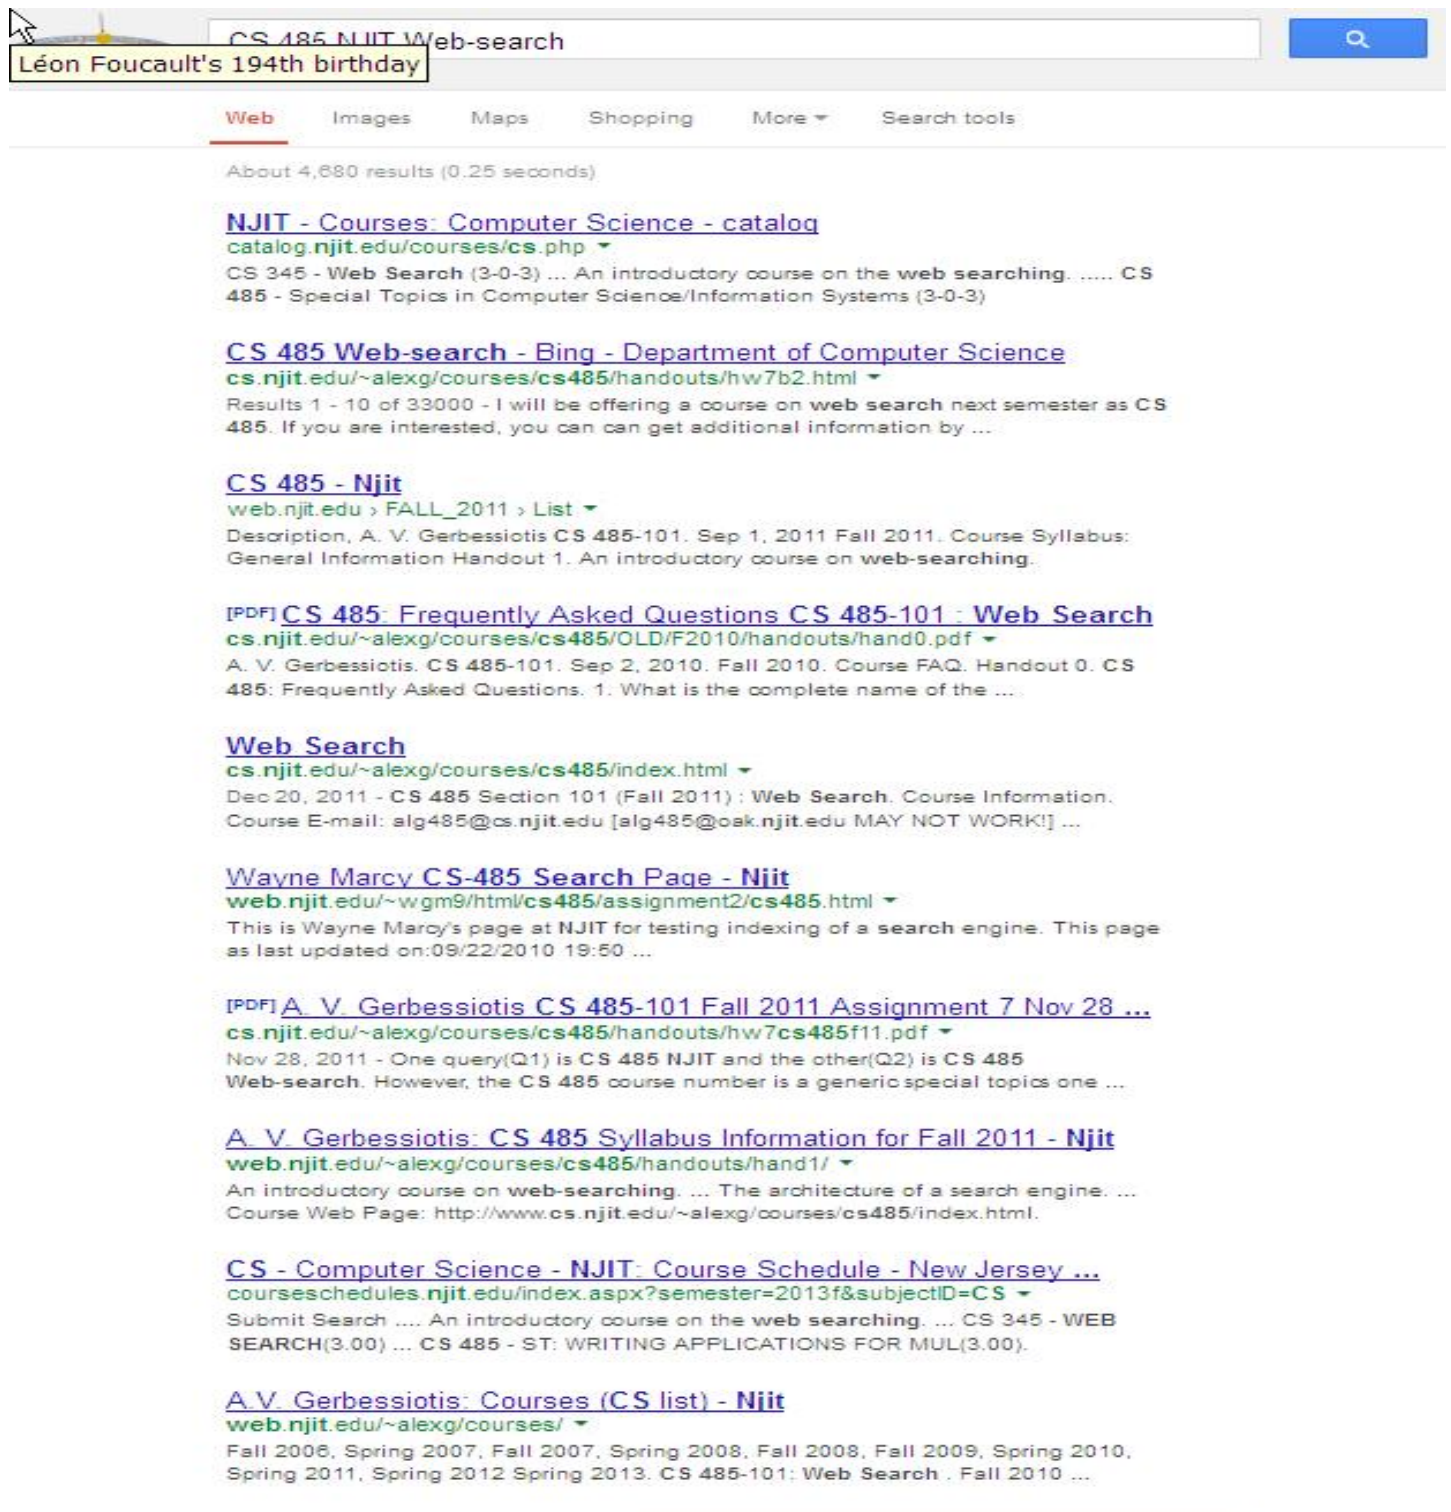 CS 485 NJIT Web-search
Léon Foucault's 194th birthday
Web Images Maps Shopping More Search tools
About 4,680 results (0.25 seconds)
NJIT - Courses: Computer Science - catalog
catalog.njit.edu/courses/cs.php
CS 345 - Web Search (3-0-3) ... An introductory course on the web searching. ..... CS
485 - Special Topics in Computer Science/Information Systems (3-0-3)
CS 485 Web-search - Bing - Department of Computer Science
cs.njit.edu/~alexg/courses/cs485/handouts/hw7b2.html
Results 1 - 10 of 33000 - I will be offering a course on web search next semester as CS
485. If you are interested, you can can get additional information by ...
CS 485 - Njit
web.njit.edu › FALL_2011 › List
Description, A. V. Gerbessiotis CS 485-101. Sep 1, 2011 Fall 2011. Course Syllabus:
General Information Handout 1. An introductory course on web-searching.
[PDF] CS 485: Frequently Asked Questions CS 485-101 : Web Search
cs.njit.edu/~alexg/courses/cs485/OLD/F2010/handouts/hand0.pdf
A. V. Gerbessiotis. CS 485-101. Sep 2, 2010. Fall 2010. Course FAQ. Handout 0. CS
485: Frequently Asked Questions. 1. What is the complete name of the ...
Web Search
cs.njit.edu/~alexg/courses/cs485/index.html
Dec 20, 2011 - CS 485 Section 101 (Fall 2011) : Web Search. Course Information.
Course E-mail: alg485@cs.njit.edu [alg485@oak.njit.edu MAY NOT WORK!] ...
Wayne Marcy CS-485 Search Page - Njit
web.njit.edu/~wgm9/html/cs485/assignment2/cs485.html
This is Wayne Marcy's page at NJIT for testing indexing of a search engine. This page
as last updated on:09/22/2010 19:50 ...
[PDF] A. V. Gerbessiotis CS 485-101 Fall 2011 Assignment 7 Nov 28 ...
cs.njit.edu/~alexg/courses/cs485/handouts/hw7cs485f11.pdf
Nov 28, 2011 - One query(Q1) is CS 485 NJIT and the other(Q2) is CS 485
Web-search. However, the CS 485 course number is a generic special topics one ...
A. V. Gerbessiotis: CS 485 Syllabus Information for Fall 2011 - Njit
web.njit.edu/~alexg/courses/cs485/handouts/hand1/
An introductory course on web-searching. ... The architecture of a search engine. ...
Course Web Page: http://www.cs.njit.edu/~alexg/courses/cs485/index.html.
CS - Computer Science - NJIT: Course Schedule - New Jersey ...
courseschedules.njit.edu/index.aspx?semester=2013f&subjectID=CS
Submit Search .... An introductory course on the web searching. ... CS 345 - WEB
SEARCH(3.00) ... CS 485 - ST: WRITING APPLICATIONS FOR MUL(3.00).
A.V. Gerbessiotis: Courses (CS list) - Njit
web.njit.edu/~alexg/courses/
Fall 2006, Spring 2007, Fall 2007, Spring 2008, Fall 2008, Fall 2009, Spring 2010,
Spring 2011, Spring 2012 Spring 2013. CS 485-101: Web Search . Fall 2010 ...